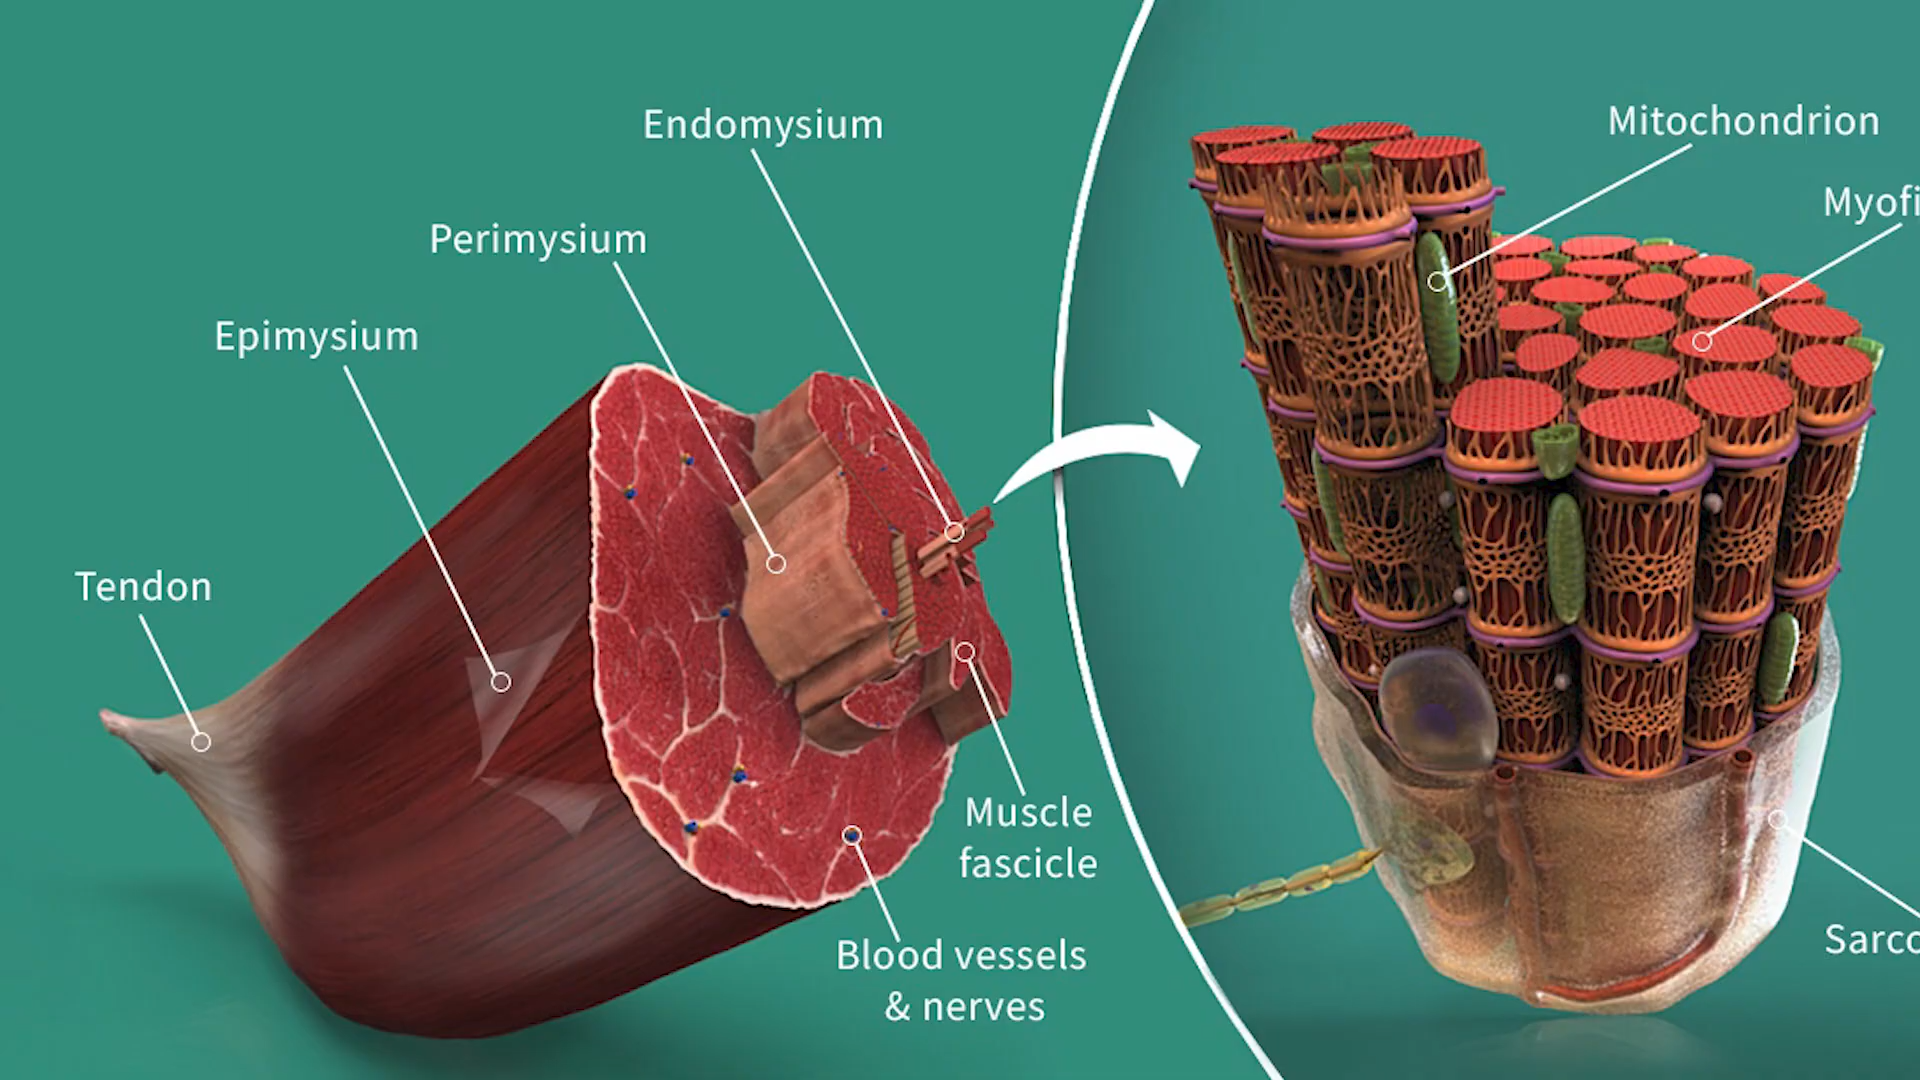 Endomysium
Perimysium
Epimysium
Tendon
Muscle
fascicle
Blood vessels
& nerves
Mitochondrion
Myofi
Sarco